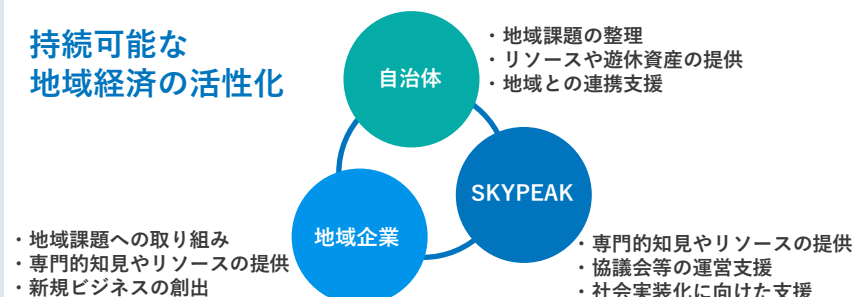 持続可能な
地域経済の活性化
自治体
・地域課題の整理
・リソースや遊休資産の提供
・地域との連携支援
SKYPEAK
・専門的知見やリソースの提供
・協議会等の運営支援
・社会実装化に向けた支援
地域企業
・地域課題への取り組み
・専門的知見やリソースの提供
・新規ビジネスの創出